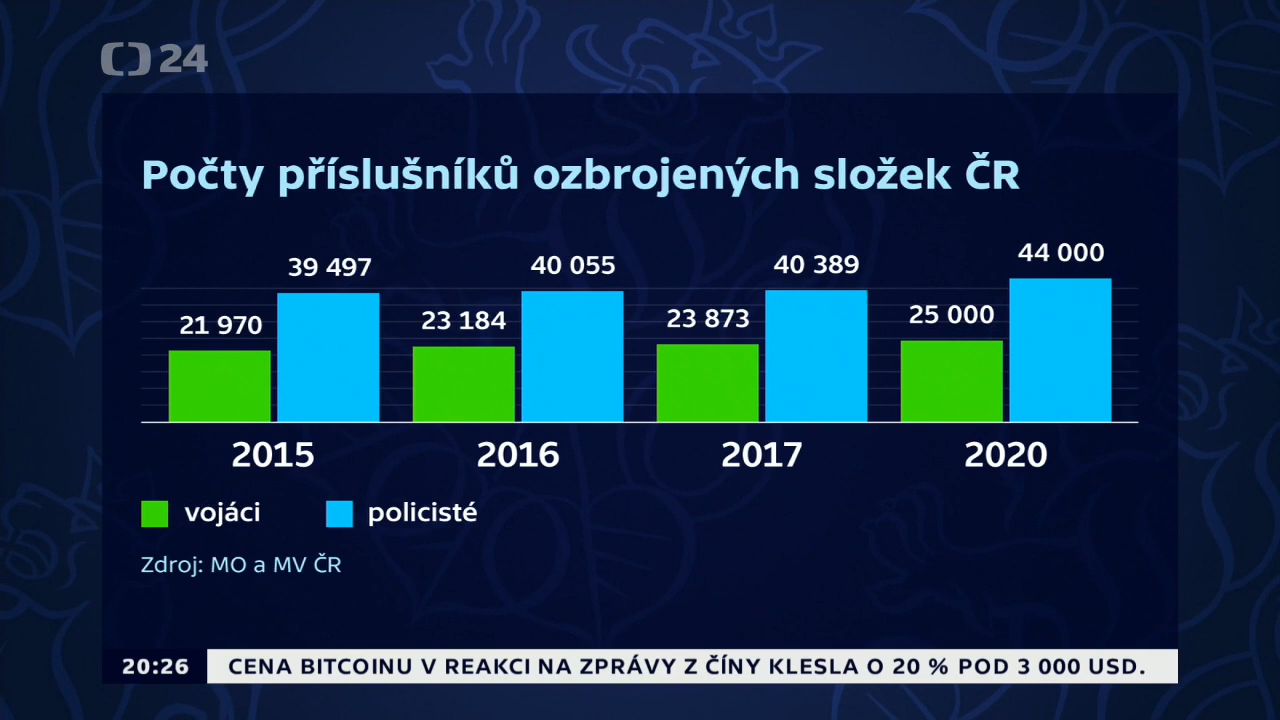 24
Počty příslušníků ozbrojených složek ČR
21 970 39 497 23 184 40 055 23 873 40 389 25 000 44 000
2015 2016 2017 2020
vojáci policisté
Zdroj: MO a MV ČR
20:26 CENA BITCOINU V REAKCI NA ZPRÁVY Z ČÍNY KLESLA O 20 % POD 3 000 USD.